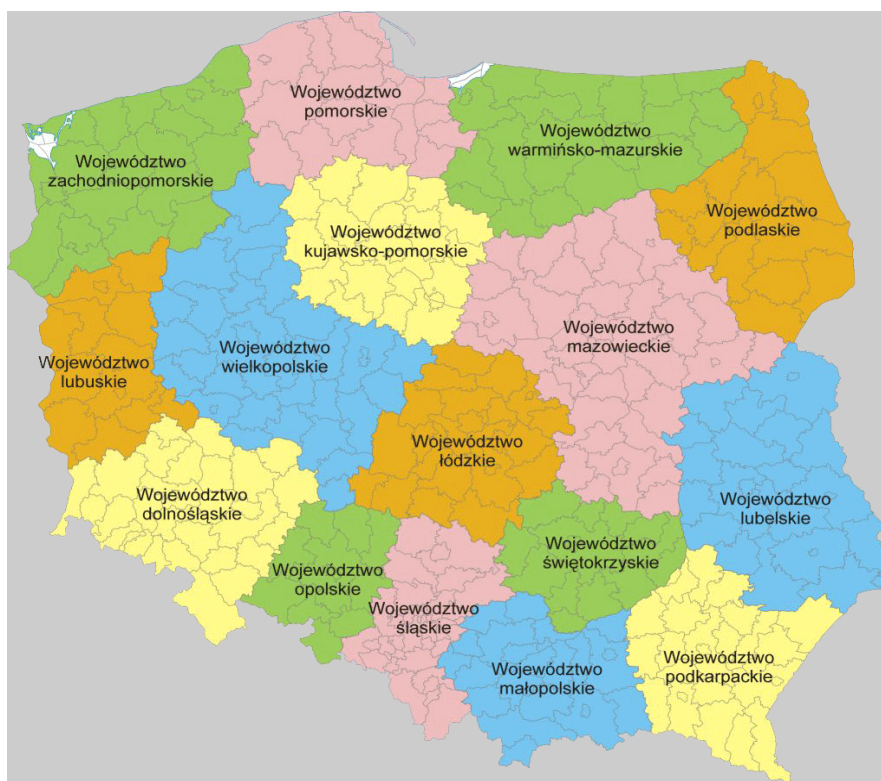 Województwo
pomorskie
Województwo
warmińsko-mazurskie
Województwo
zachodniopomorskie
Województwo
podlaskie
Województwo
kujawsko-pomorskie
Województwo
mazowieckie
Województwo
wielkopolskie
Województwo
lubuskie
Województwo
łódzkie
Województwo
dolnośląskie
Województwo
lubelskie
Województwo
świętokrzyskie
Województwo
opolskie
Województwo
śląskie
Województwo
podkarpackie
Województwo
małopolskie